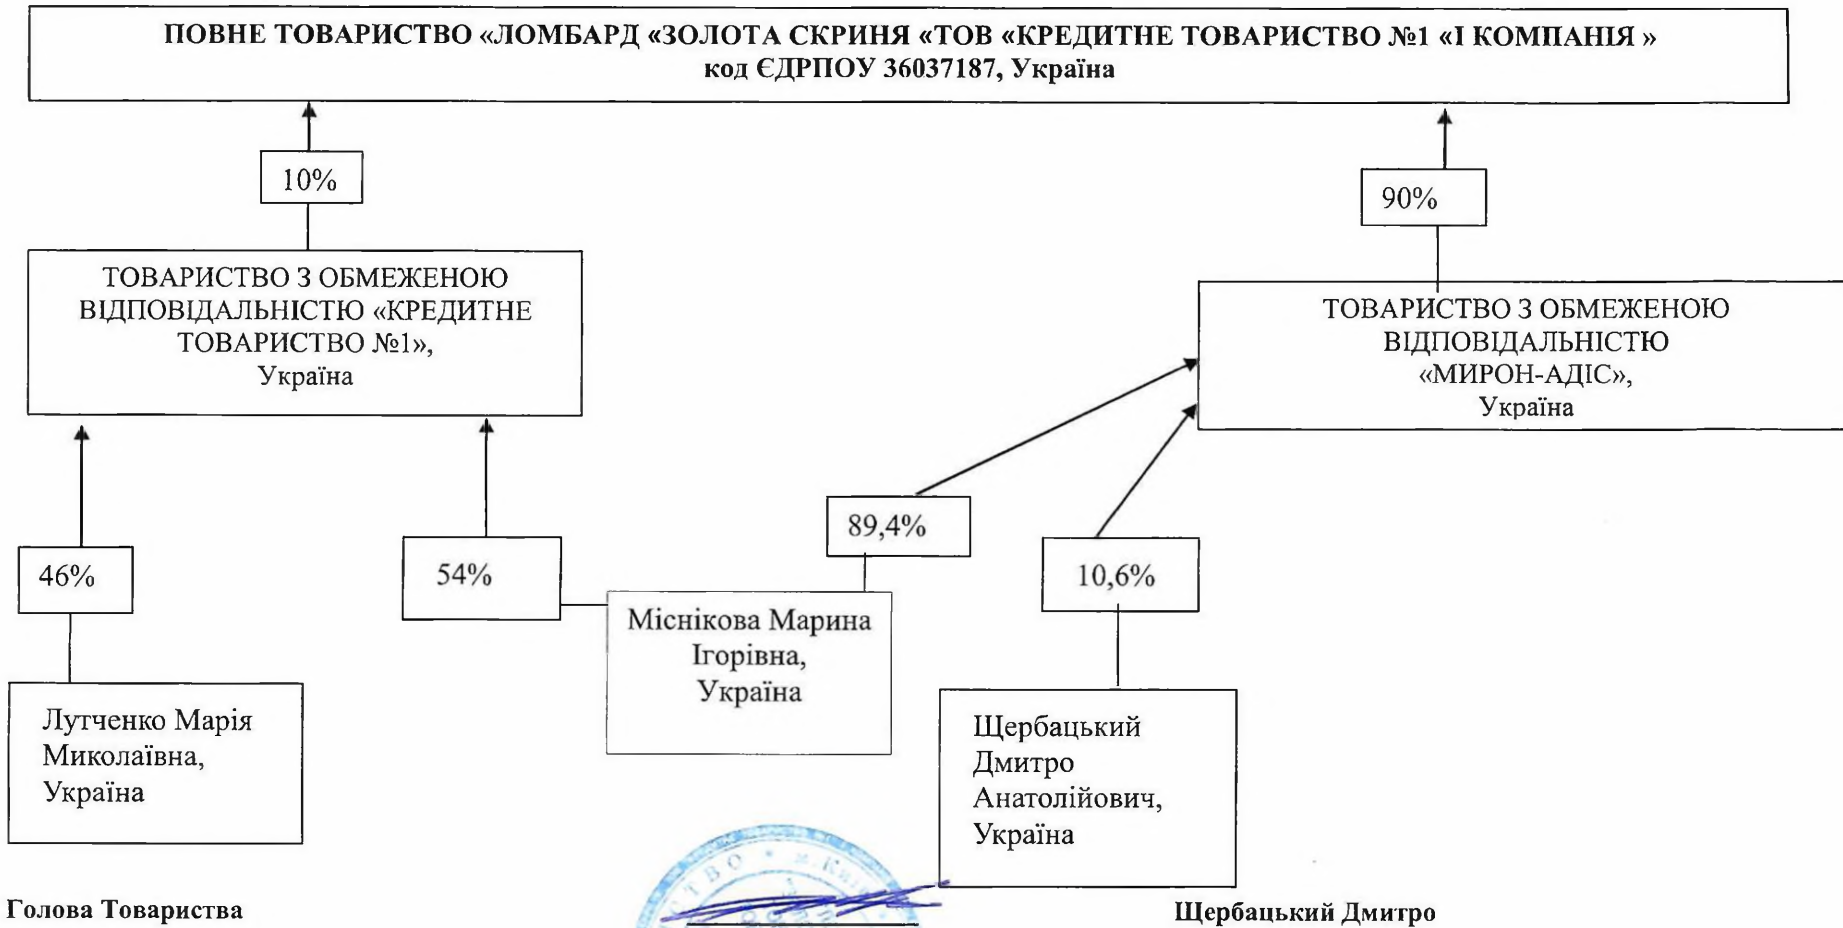 ПОВНЕ ТОВАРИСТВО «ЛОМБАРД «ЗОЛОТА СКРИНЯ «ТОВ «КРЕДИТНЕ ТОВАРИСТВО №1 «І КОМПАНІЯ »
код ЄДРПОУ 36037187, Україна
10%
90%
ТОВАРИСТВО З ОБМЕЖЕНОЮ
ВІДПОВІДАЛЬНІСТЮ «КРЕДИТНЕ
ТОВАРИСТВО №1»,
Україна
ТОВАРИСТВО З ОБМЕЖЕНОЮ
ВІДПОВІДАЛЬНІСТЮ
«МИРОН-АДІС»,
Україна
46%
54%
89,4%
10,6%
Лутченко Марія
Миколаївна,
Україна
Міснікова Марина
Ігорівна,
Україна
Щербацький
Дмитро
Анатолійович,
Україна
Голова Товариства
Щербацький Дмитро